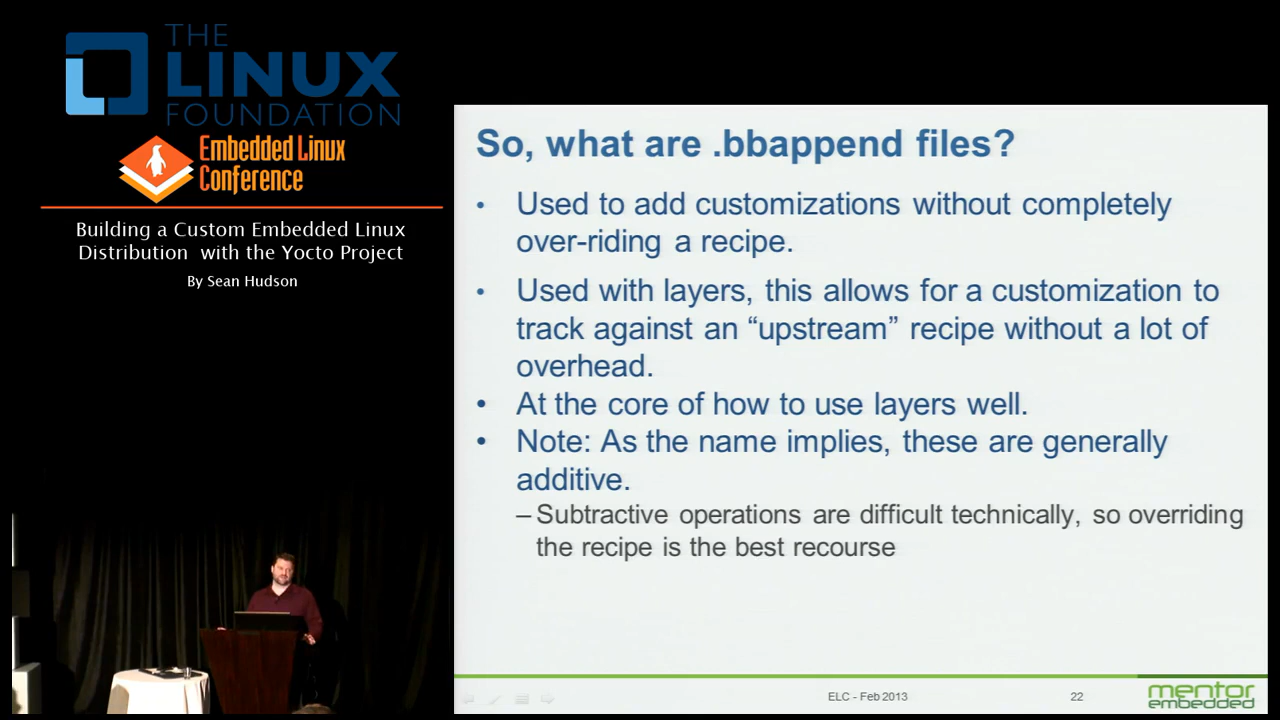 THE
LINUX
FOUNDATION
Embedded Linux
Conference
Building a Custom Embedded Linux
Distribution with the Yocto Project
By Sean Hudson
So, what are .bbappend files?
• Used to add customizations without completely
over-riding a recipe.
• Used with layers, this allows for a customization to
track against an “upstream” recipe without a lot of
overhead.
• At the core of how to use layers well.
• Note: As the name implies, these are generally
additive.
– Subtractive operations are difficult technically, so overriding
the recipe is the best recourse
ELC - Feb 2013
22
mentor
embedded